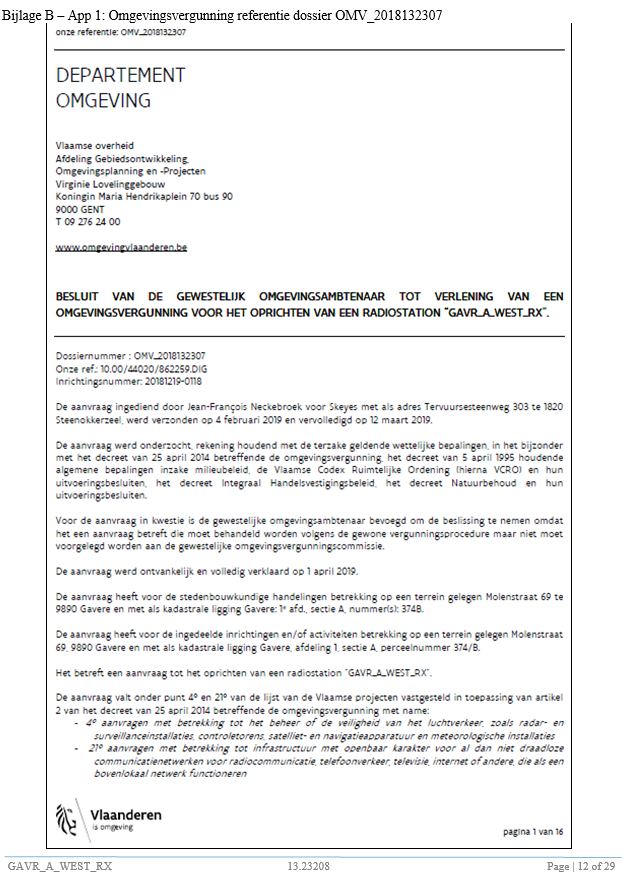 Bijlage B – App 1: Omgevingsvergunning referentie dossier OMV_2018132307
onze referentie: OMV_2018132307
DEPARTEMENT
OMGEVING
Vlaamse overheid
Afdeling Gebiedsontwikkeling,
Omgevingsplanning en -Projecten
Virginie Lovelinggebouw
Koningin Maria Hendrikaplein 70 bus 90
9000 GENT
T 09 276 24 00
www.omgevingvlaanderen.be
BESLUIT VAN DE GEWESTELIJK OMGEVINGSAMBTENAAR TOT VERLENING VAN EEN
OMGEVINGSVERGUNNING VOOR HET OPRICHTEN VAN EEN RADIOSTATION "GAVR_A_WEST_RX".
Dossiernummer : OMV_2018132307
Onze ref.: 10.00/44020/862259.DIG
Inrichtingsnummer: 20181219-0118
De aanvraag ingediend door Jean-François Neckebroek voor Skeyes met als adres Tervuursesteenweg 303 te 1820
Steenokkerzeel, werd verzonden op 4 februari 2019 en vervolledigd op 12 maart 2019.
De aanvraag werd onderzocht, rekening houdend met de terzake geldende wettelijke bepalingen, in het bijzonder
met het decreet van 25 april 2014 betreffende de omgevingsvergunning, het decreet van 5 april 1995 houdende
algemene bepalingen inzake milieubeleid, de Vlaamse Codex Ruimtelijke Ordening (hierna VCRO) en hun
uitvoeringsbesluiten, het decreet Integraal Handelsvestigingsbeleid, het decreet Natuurbehoud en hun
uitvoeringsbesluiten.
Voor de aanvraag in kwestie is de gewestelijke omgevingsambtenaar bevoegd om de beslissing te nemen omdat
het een aanvraag betreft die moet behandeld worden volgens de gewone vergunningsprocedure maar niet moet
voorgelegd worden aan de gewestelijke omgevingsvergunningscommissie.
De aanvraag werd ontvankelijk en volledig verklaard op 1 april 2019.
De aanvraag heeft voor de stedenbouwkundige handelingen betrekking op een terrein gelegen Molenstraat 69 te
9890 Gavere en met als kadastrale ligging Gavere: 1e afd., sectie A, nummer(s): 374B.
De aanvraag heeft voor de ingedeelde inrichtingen en/of activiteiten betrekking op een terrein gelegen Molenstraat
69, 9890 Gavere en met als kadastrale ligging Gavere, afdeling 1, sectie A, perceelnummer 374/B.
Het betreft een aanvraag tot het oprichten van een radiostation "GAVR_A_WEST_RX".
De aanvraag valt onder punt 4° en 21° van de lijst van de Vlaamse projecten vastgesteld in toepassing van artikel
2 van het decreet van 25 april 2014 betreffende de omgevingsvergunning met name:
- 4° aanvragen met betrekking tot het beheer of de veiligheid van het luchtverkeer, zoals radar- en
surveillanceinstallaties, controletorens, satelliet- en navigatieapparatuur en meteorologische installaties
- 21° aanvragen met betrekking tot infrastructuur met openbaar karakter voor al dan niet draadloze
communicatienetwerken voor radiocommunicatie, telefoonverkeer, televisie, internet of andere, die als een
bovenlokaal netwerk functioneren
Vlaanderen
is omgeving
pagina 1 van 16
GAVR_A_WEST_RX 13.23208 Page | 12 of 29